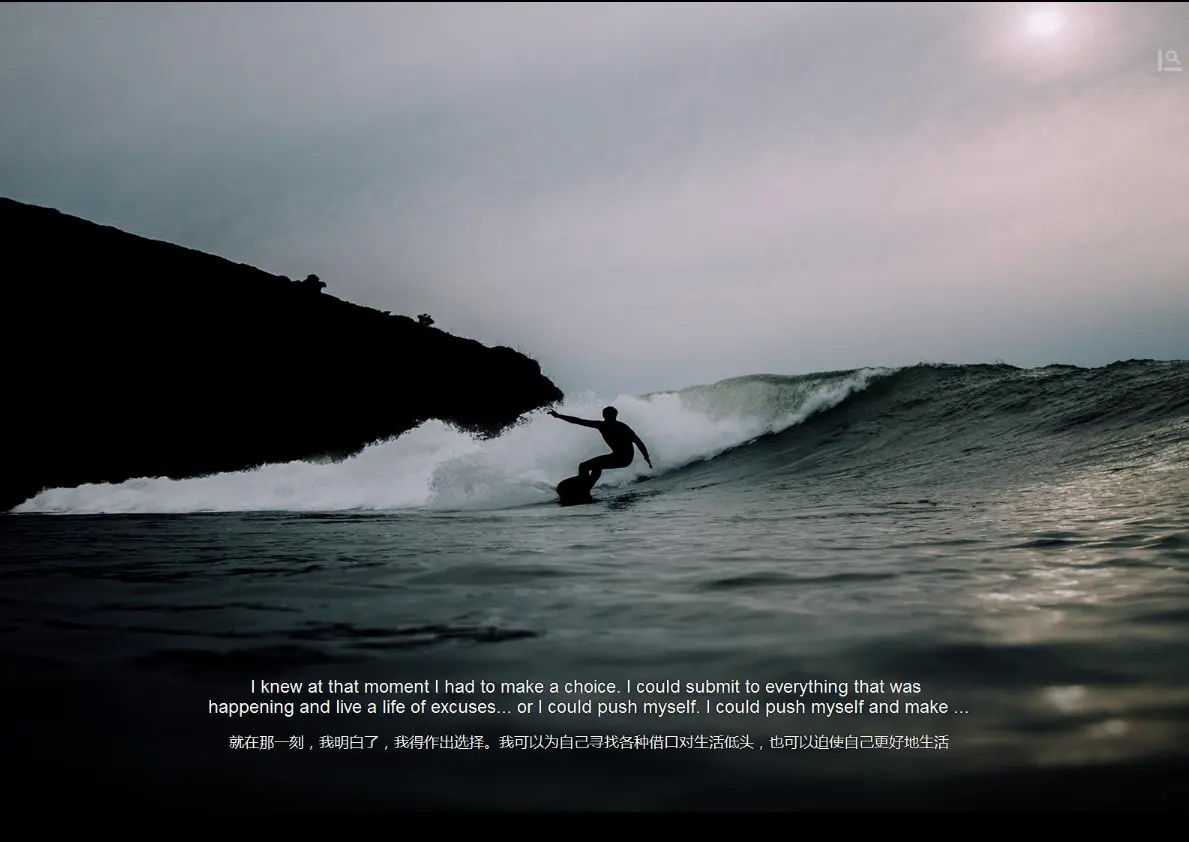 I knew at that moment I had to make a choice. I could submit to everything that was
happening and live a life of excuses... or I could push myself. I could push myself and make ...
就在那一刻，我明白了，我得作出选择。我可以为自己寻找各种借口对生活低头，也可以迫使自己更好地生活